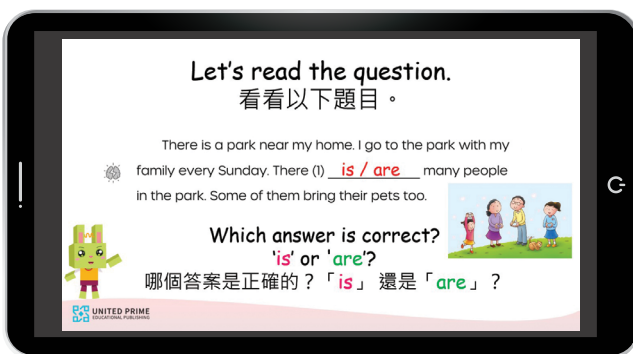 Let's read the question.
看看以下題目。
There is a park near my home. I go to the park with my
family every Sunday. There (1) is / are many people
in the park. Some of them bring their pets too.
Which answer is correct?
'is' or 'are'?
哪個答案是正確的？「is」 還是「are」？
UNITED PRIME
EDUCATIONAL PUBLISHING